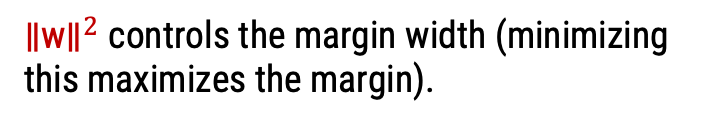 ||w||² controls the margin width (minimizing
this maximizes the margin).